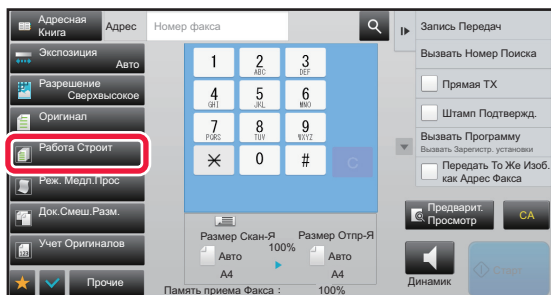 Адресная
Книга
Адрес
Номер факса
Экспозиция
Авто
Разрешение
Сверхвысокое
Оригинал
Работа Строит
Реж. Медл.Прос
Док.Смеш.Разм.
Учет Оригиналов
Прочие
1
2
ABC
3
DEF
4
GHI
5
JKL
6
MNO
7
PQRS
8
TUV
9
WXYZ
0
#
C
Размер Скан-Я
100%
Размер Отпр-Я
Авто
A4
Авто
A4
Память приема Факса :
100%
Запись Передач
Вызвать Номер Поиска
Прямая TX
Штамп Подтвержд.
Вызвать Программу
Вызвать Зарегистр. установки
Передать То Же Изоб.
как Адрес Факса
Предварит.
Просмотр
CA
Динамик
Старт